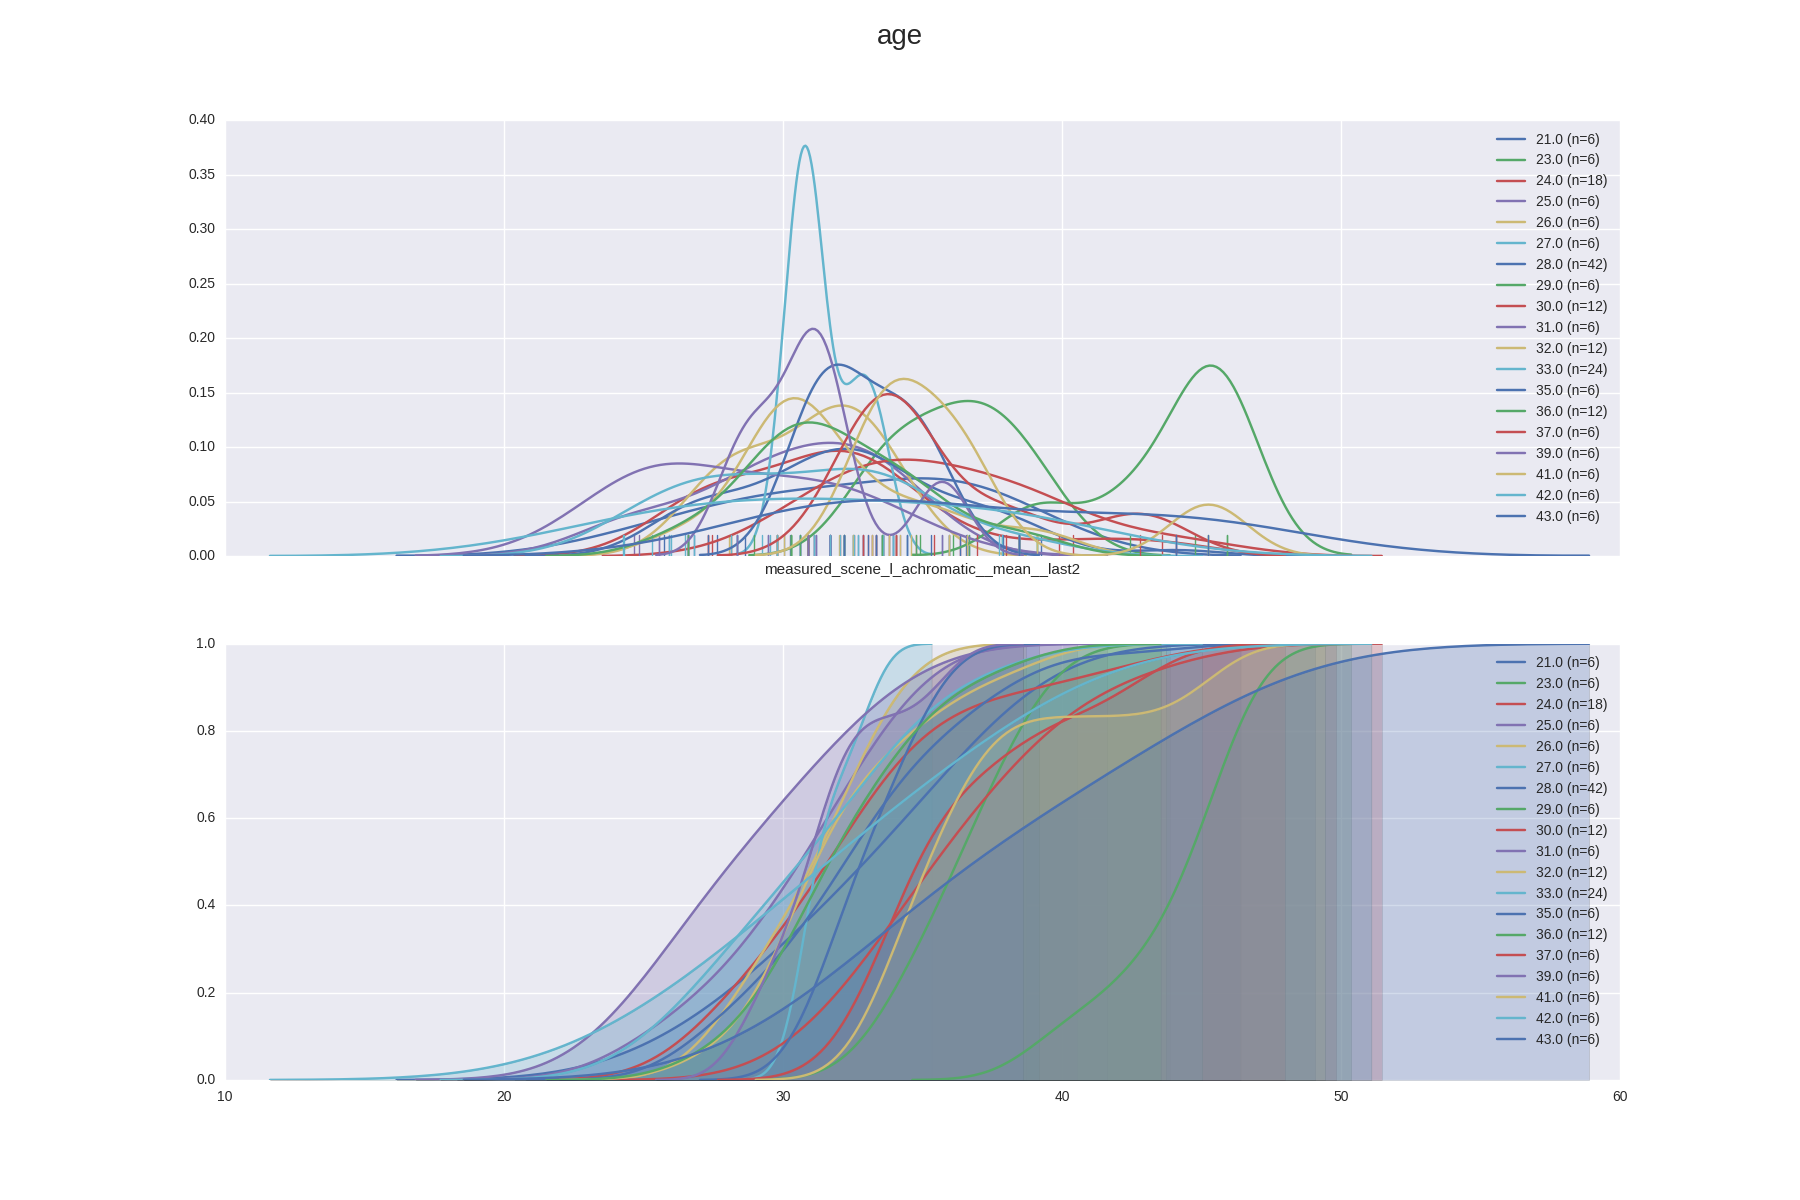 age
0.40
0.35
0.30
0.25
0.20
0.15
0.10
0.05
0.00
21.0 (n=6)
23.0 (n=6)
24.0 (n=18)
25.0 (n=6)
26.0 (n=6)
27.0 (n=6)
28.0 (n=42)
29.0 (n=6)
30.0 (n=12)
31.0 (n=6)
32.0 (n=12)
33.0 (n=24)
35.0 (n=6)
36.0 (n=12)
37.0 (n=6)
39.0 (n=6)
41.0 (n=6)
42.0 (n=6)
43.0 (n=6)
measured_scene_l_achromatic__mean__last2
1.0
0.8
0.6
0.4
0.2
0.0
21.0 (n=6)
23.0 (n=6)
24.0 (n=18)
25.0 (n=6)
26.0 (n=6)
27.0 (n=6)
28.0 (n=42)
29.0 (n=6)
30.0 (n=12)
31.0 (n=6)
32.0 (n=12)
33.0 (n=24)
35.0 (n=6)
36.0 (n=12)
37.0 (n=6)
39.0 (n=6)
41.0 (n=6)
42.0 (n=6)
43.0 (n=6)
10 20 30 40 50 60